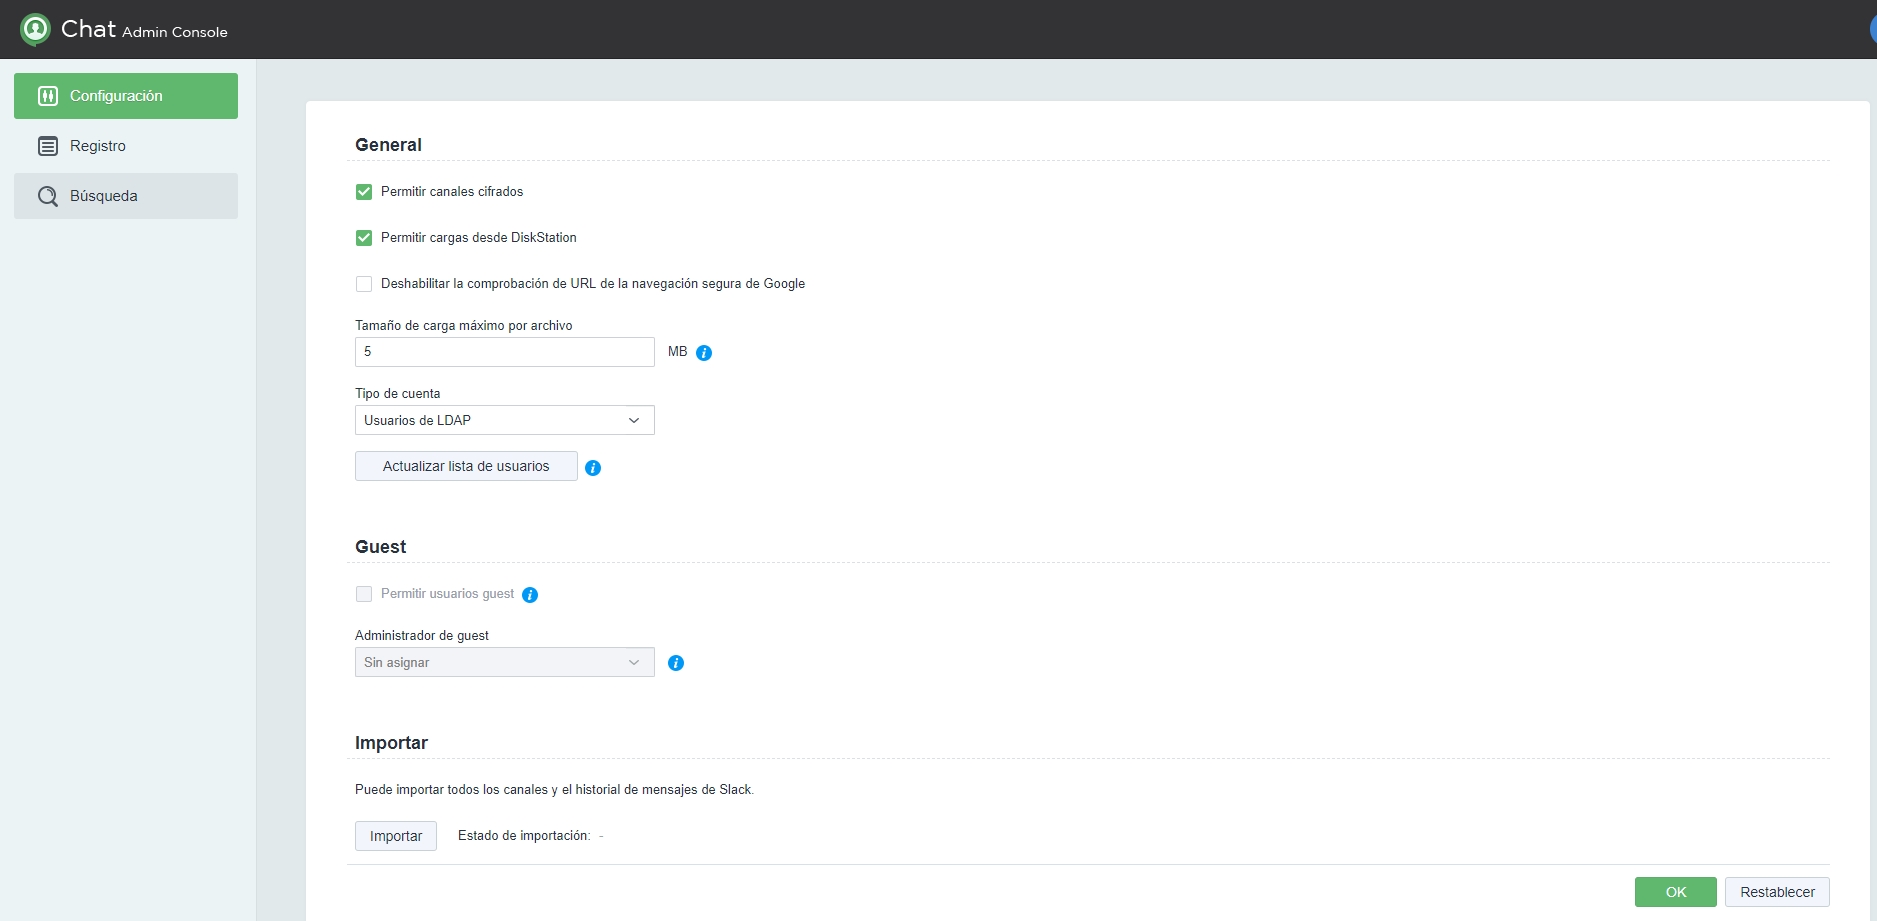 Chat Admin Console
Configuración
Registro
Búsqueda
General
Permitir canales cifrados
Permitir cargas desde DiskStation
Deshabilitar la comprobación de URL de la navegación segura de Google
Tamaño de carga máximo por archivo
5 MB
Tipo de cuenta
Usuarios de LDAP
Actualizar lista de usuarios
Guest
Permitir usuarios guest
Administrador de guest
Sin asignar
Importar
Puede importar todos los canales y el historial de mensajes de Slack.
Importar Estado de importación: -
OK Restablecer